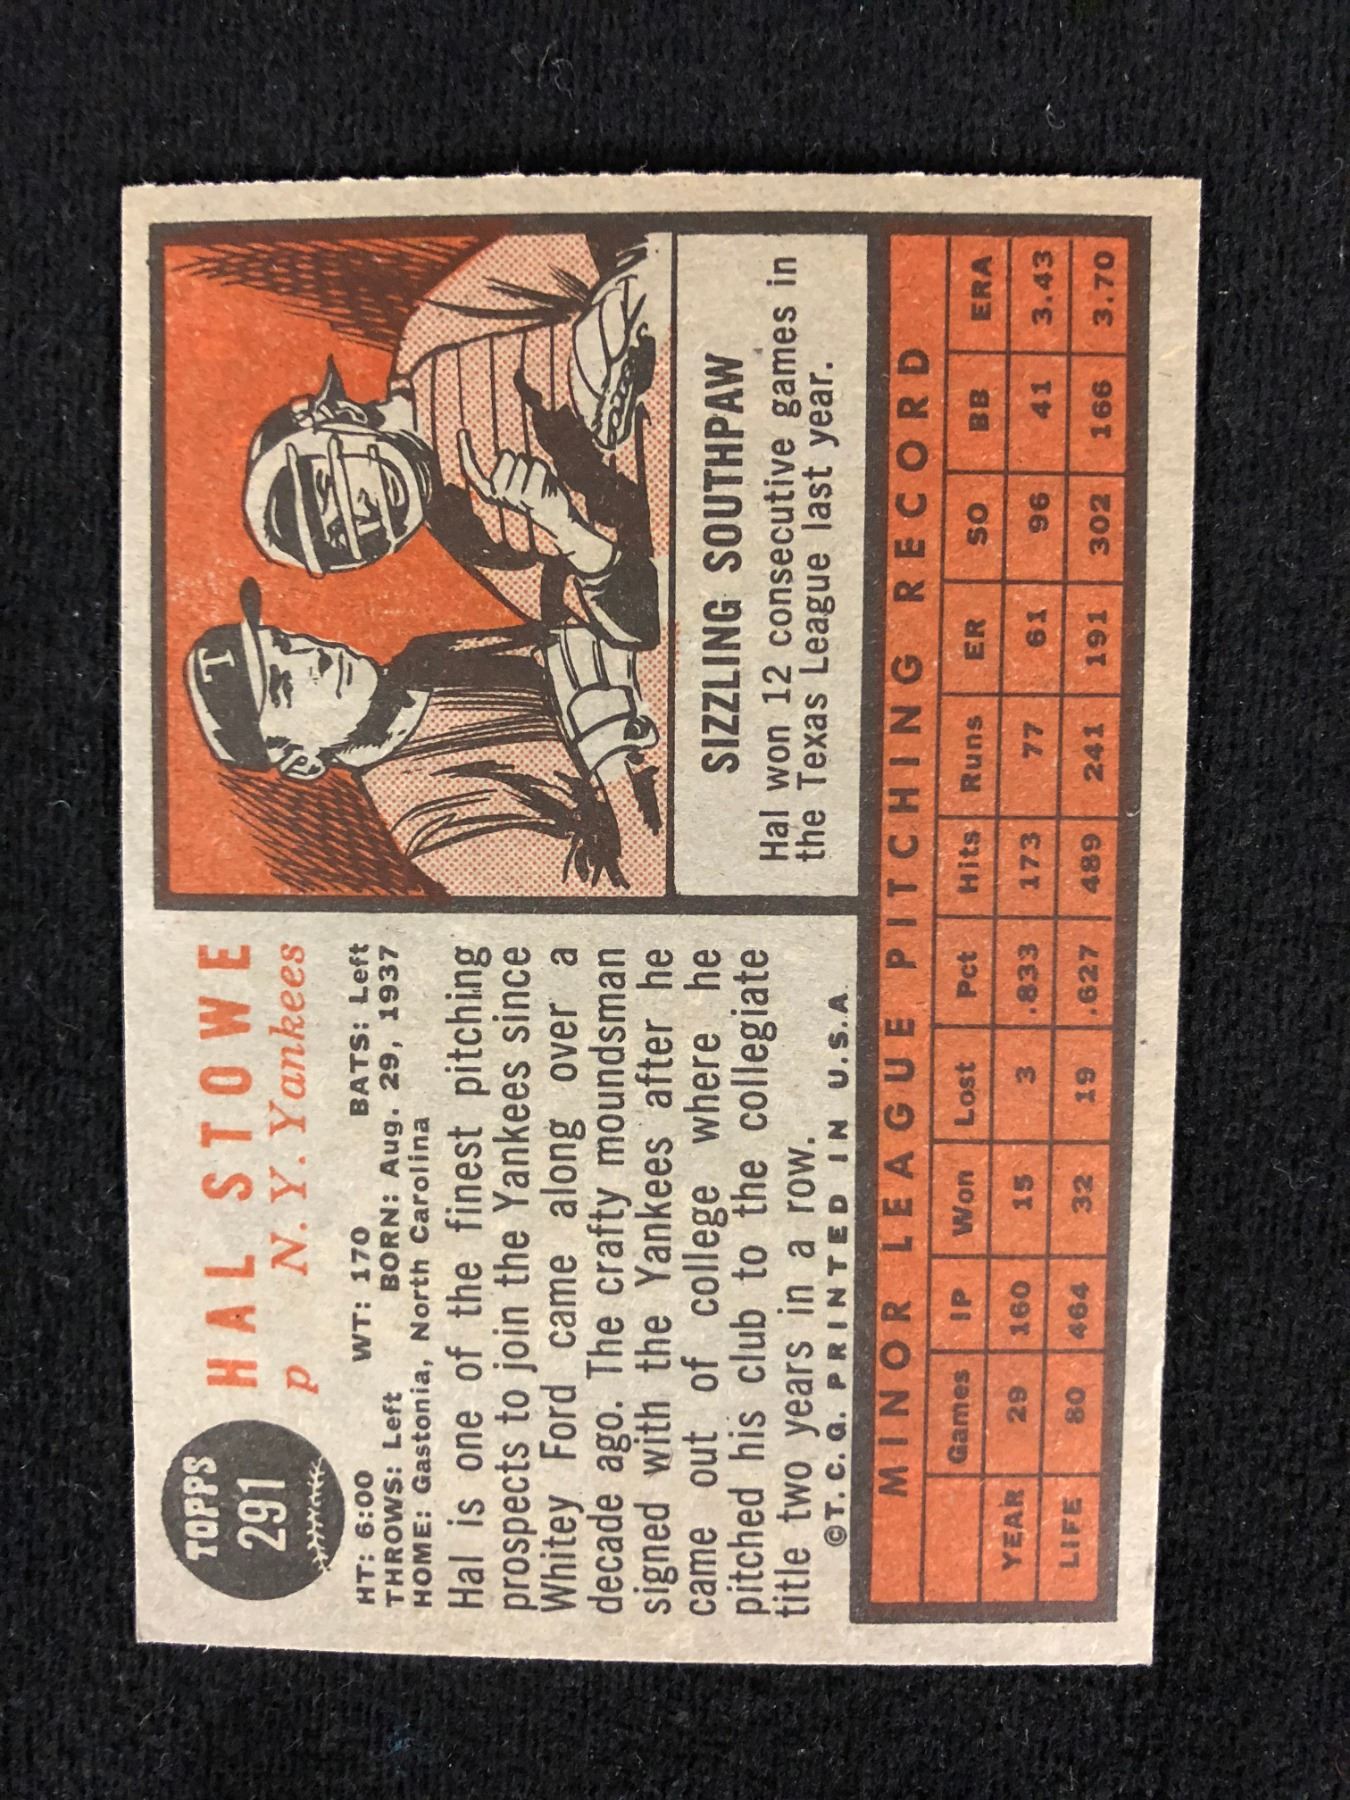 TOPPS
291
HAL STOWE
p N.Y. Yankees
HT: 6:00 WT: 170 BATS: Left
THROWS: Left BORN: Aug. 29, 1937
HOME: Gastonia, North Carolina
Hal is one of the finest pitching
prospects to join the Yankees since
Whitey Ford came along over a
decade ago. The crafty moundsman
signed with the Yankees after he
came out of college where he
pitched his club to the collegiate
title two years in a row.
©T. C. G. PRINTED IN U.S.A
T
SIZZLING SOUTHPAW
Hal won 12 consecutive games in
the Texas League last year.
MINOR LEAGUE PITCHING RECORD
Games IP Won Lost Pct Hits Runs ER SO BB ERA
YEAR 29 160 15 3 .833 173 77 61 96 41 3.43
LIFE 80 464 32 19 .627 489 241 191 302 166 3.70